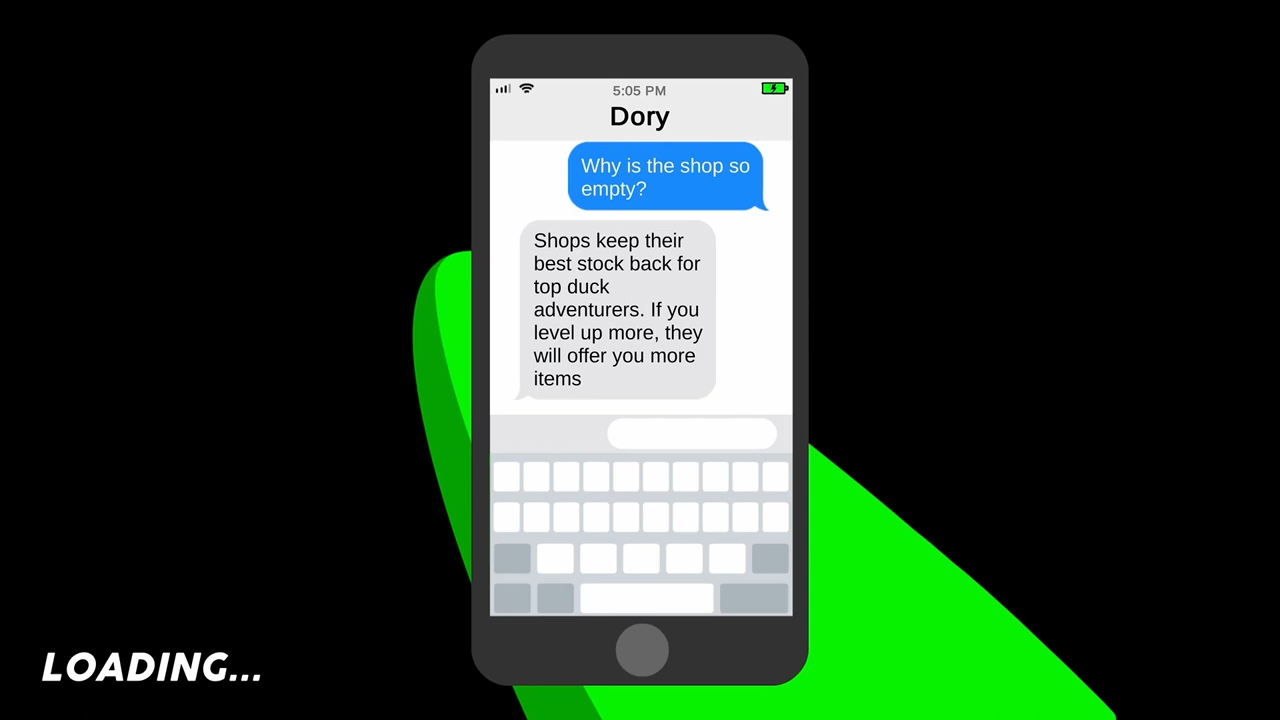 5:05 PM
Dory
Why is the shop so
empty?
Shops keep their
best stock back for
top duck
adventurers. If you
level up more, they
will offer you more
items
LOADING...